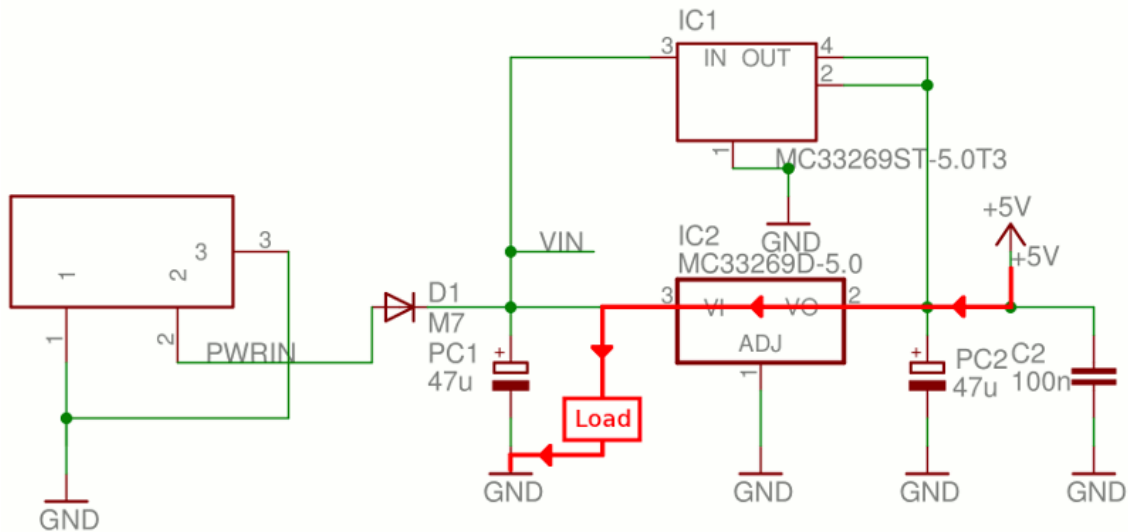 IC1
3
IN OUT
4
2
1
MC33269ST-5.0T3
GND
+5V
+5V
3
3
1
2
1
2
PWRIN
GND
VIN
D1
M7
PC1
47u
+
GND
Load
IC2
MC33269D-5.0
3
VI
VO
2
ADJ
1
GND
+
PC2
47u
GND
C2
100n
GND